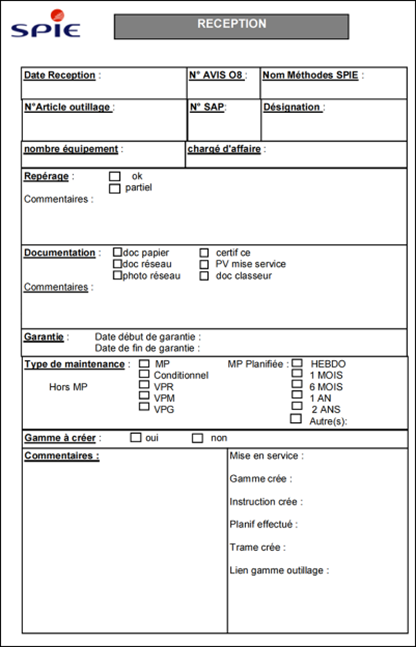 SPIE
RECEPTION
Date Reception : N° AVIS O8 : Nom Méthodes SPIE :
N°Article outillage : N° SAP: Désignation :
nombre équipement : chargé d'affaire :
Repérage : ok
partiel
Commentaires :
Documentation : doc papier certif ce
doc réseau PV mise service
photo réseau doc classeur
Commentaires:
Garantie : Date début de garantie :
Date de fin de garantie :
Type de maintenance : MP MP Planifiée : HEBDO
Conditionnel 1 MOIS
Hors MP VPR 6 MOIS
VPM 1 AN
VPG 2 ANS
Autre(s):
Gamme à créer : oui non
Commentaires : Mise en service :
Gamme crée :
Instruction crée :
Planif effectué :
Trame crée :
Lien gamme outillage :